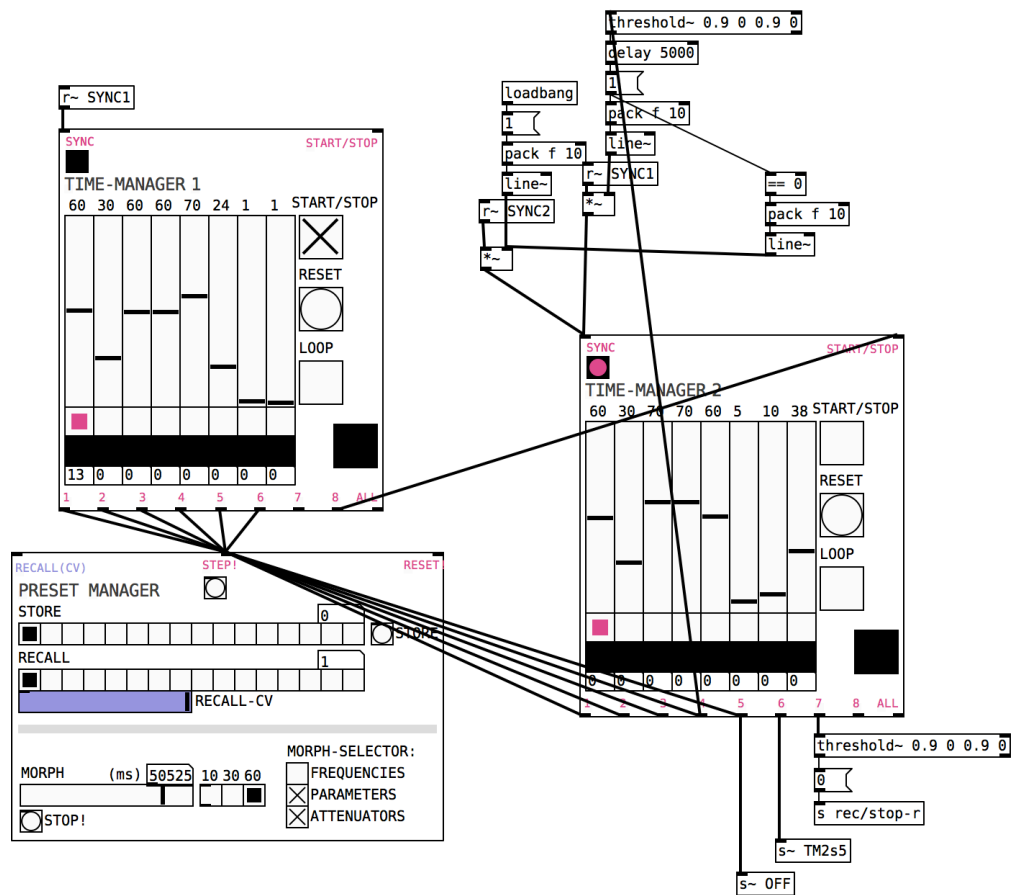 threshold~ 0.9 0 0.9 0
delay 5000
1
pack f 10
line~
r~ SYNC1
*~
loadbang
1
pack f 10
line~
r~ SYNC2
*~
== 0
pack f 10
line~
r~ SYNC1
SYNC
START/STOP
TIME-MANAGER 1
60 30 60 60 70 24 1 1
START/STOP
RESET
LOOP
13 0 0 0 0 0 0 0
1 2 3 4 5 6 7 8 ALL
SYNC
START/STOP
TIME-MANAGER 2
60 30 70 70 60 5 10 38
START/STOP
RESET
LOOP
0 0 0 0 0 0 0 0
1 2 3 4 5 6 7 8 ALL
RECALL(CV)
STEP!
RESET!
PRESET MANAGER
STORE
0
STORE
RECALL
1
RECALL-CV
MORPH (ms) 50525 10 30 60
STOP!
MORPH-SELECTOR:
FREQUENCIES
PARAMETERS
ATTENUATORS
threshold~ 0.9 0 0.9 0
0
s rec/stop-r
s~ TM2s5
s~ OFF